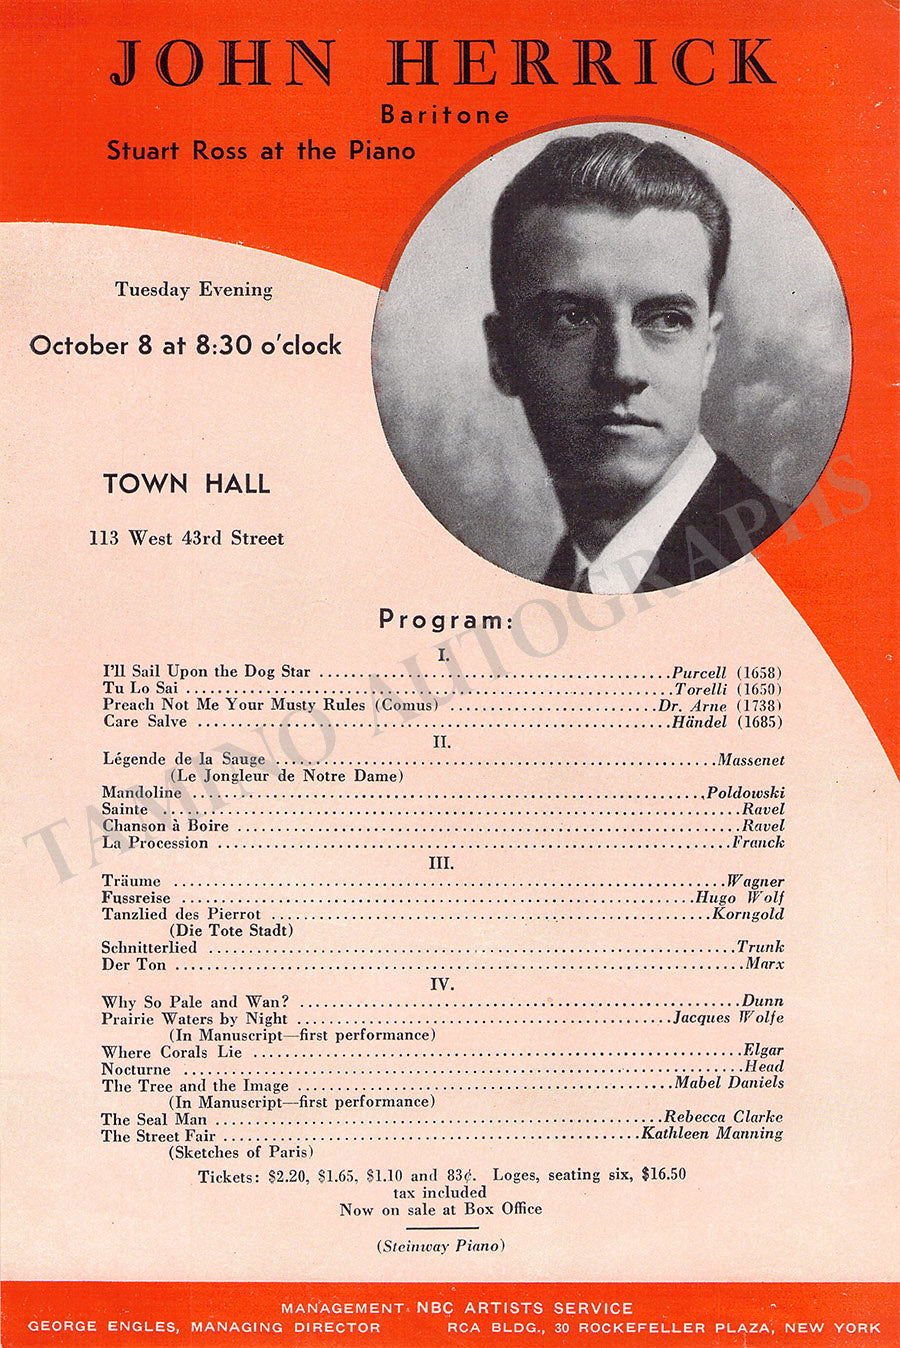 JOHN HERRICK
Baritone
Stuart Ross at the Piano
Tuesday Evening
October 8 at 8:30 o'clock
TOWN HALL
113 West 43rd Street
Program:
I.
I'll Sail Upon the Dog Star ........ Purcell (1658)
Tu Lo Sai ........ Torelli (1650)
Preach Not Me Your Musty Rules (Comus) ........ Dr. Arne (1738)
Care Salve ........ Händel (1685)
II.
Légende de la Sauge ........ Massenet
(Le Jongleur de Notre Dame)
Mandoline ........ Poldowski
Sainte ........ Ravel
Chanson à Boire ........ Ravel
La Procession ........ Franck
III.
Träume ........ Wagner
Fussreise ........ Hugo Wolf
Tanzlied des Pierrot ........ Korngold
(Die Tote Stadt)
Schnitterlied ........ Trunk
Der Ton ........ Marx
IV.
Why So Pale and Wan? ........ Dunn
Prairie Waters by Night ........ Jacques Wolfe
(In Manuscript—first performance)
Where Corals Lie ........ Elgar
Nocturne ........ Head
The Tree and the Image ........ Mabel Daniels
(In Manuscript—first performance)
The Seal Man ........ Rebecca Clarke
The Street Fair ........ Kathleen Manning
(Sketches of Paris)
Tickets: $2.20, $1.65, $1.10 and 83¢. Loges, seating six, $16.50
tax included
Now on sale at Box Office
(Steinway Piano)
MANAGEMENT NBC ARTISTS SERVICE
GEORGE ENGLES, MANAGING DIRECTOR RCA BLDG., 30 ROCKEFELLER PLAZA, NEW YORK
TAMINO AUTOGRAPHS